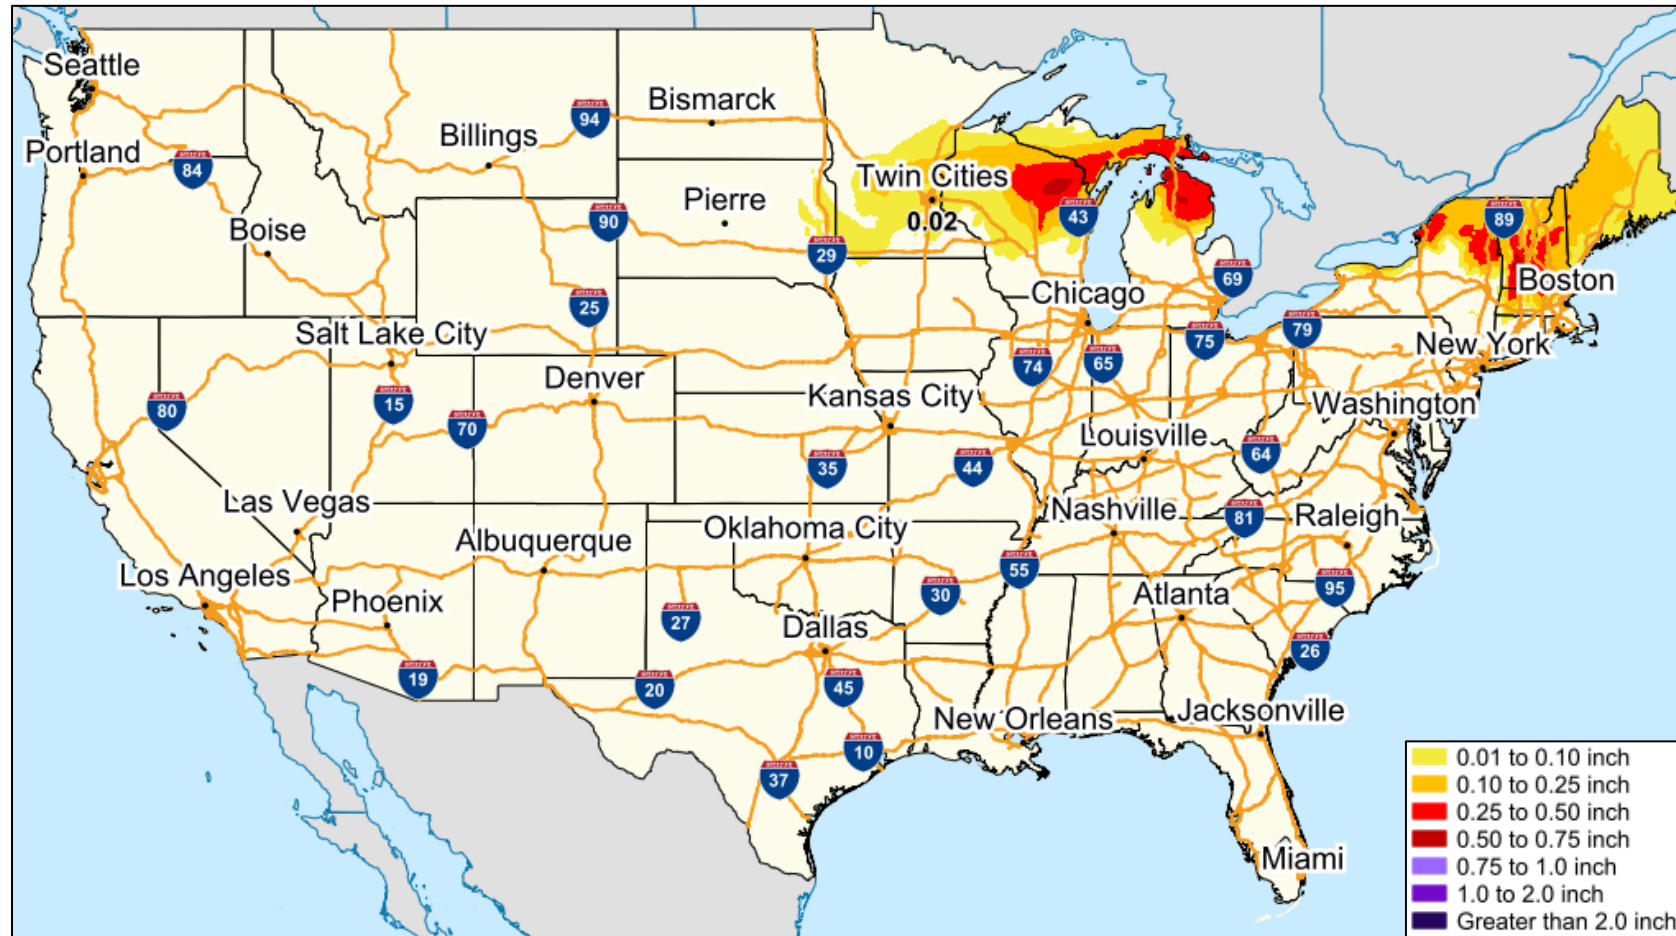 Seattle
Bismarck
94
Billings
Portland
84
Twin Cities
Pierre
0.02
43
89
Boise
90
29
69
Boston
25
Chicago
Salt Lake City
79
75
New York
74
65
Denver
Kansas City
80
15
70
Washington
Louisville
64
35
44
Las Vegas
Nashville
81
Raleigh
Oklahoma City
Albuquerque
Los Angeles
55
95
30
Atlanta
Phoenix
27
Dallas
26
19
20
45
New Orleans
Jacksonville
10
37
Miami
0.01 to 0.10 inch
0.10 to 0.25 inch
0.25 to 0.50 inch
0.50 to 0.75 inch
0.75 to 1.0 inch
1.0 to 2.0 inch
Greater than 2.0 inch